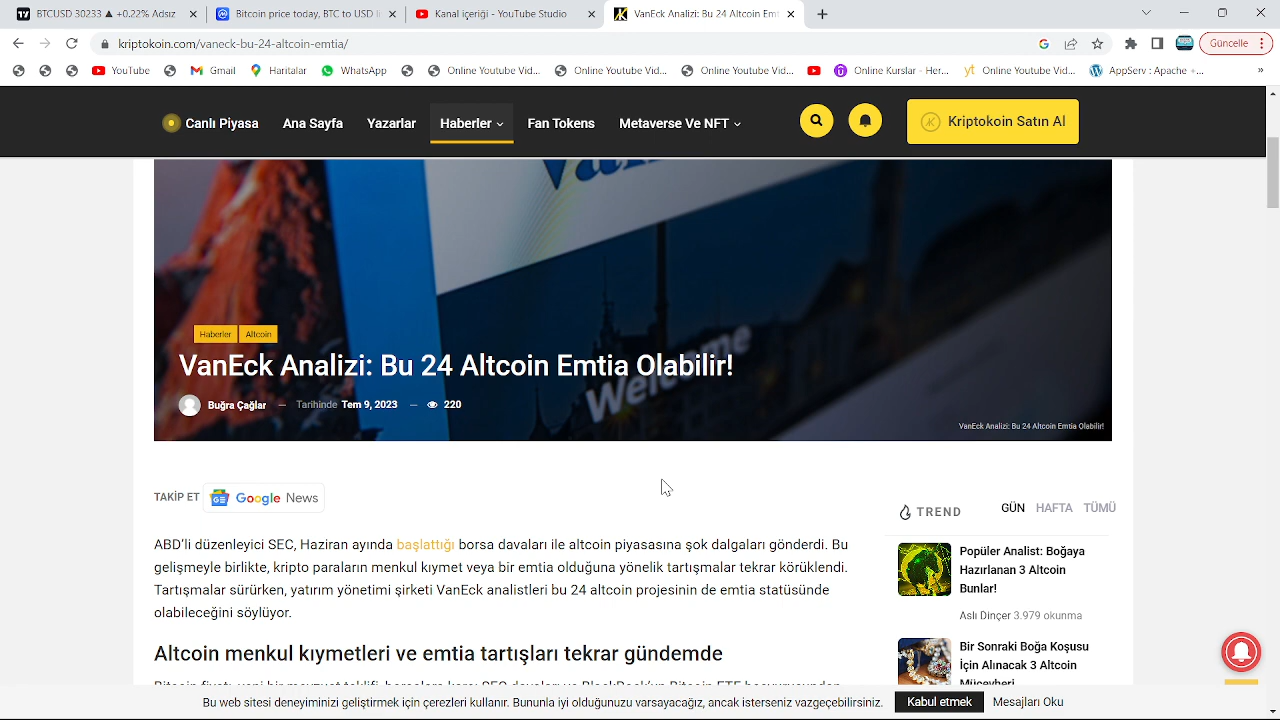 BTCUSD 30233 ▲ +0.22% Adsız
Bitcoin price today, BTC to USD li
Kanal içeriği - YouTube Studio
VanEck Analizi: Bu 24 Altcoin Emt
kriptokoin.com/vaneck-bu-24-altcoin-emtia/
Güncelle
YouTube
Gmail
Haritalar
WhatsApp
Online Youtube Vid...
Online Youtube Vid...
Online Youtube Vid...
Online Kurslar - Her...
yt Online Youtube Vid...
AppServ : Apache +...
»
Canlı Piyasa
Ana Sayfa
Yazarlar
Haberler
Fan Tokens
Metaverse Ve NFT
Kriptokoin Satın Al
Welcome
Haberler
Altcoin
VanEck Analizi: Bu 24 Altcoin Emtia Olabilir!
Buğra Çağlar — Tarihinde Tem 9, 2023 — 220
VanEck Analizi: Bu 24 Altcoin Emtia Olabilir!
TAKİP ET
Google News
ABD'li düzenleyici SEC, Haziran ayında başlattığı borsa davaları ile altcoin piyasasına şok dalgaları gönderdi. Bu
gelişmeyle birlikte, kripto paraların menkul kıymet veya bir emtia olduğuna yönelik tartışmalar tekrar körüklendi.
Tartışmalar sürürken, yatırım yönetimi şirketi VanEck analistleri bu 24 altcoin projesinin de emtia statüsünde
olabileceğini söylüyor.
Altcoin menkul kıymetleri ve emtia tartışları tekrar gündemde
TREND
GÜN
HAFTA
TÜMÜ
Popüler Analist: Boğaya
Hazırlanan 3 Altcoin
Bunlar!
Aslı Dinçer 3.979 okunma
Bir Sonraki Boğa Koşusu
İçin Alınacak 3 Altcoin
Mücevheri
Bu web sitesi deneyiminizi geliştirmek için çerezleri kullanır. Bununla iyi olduğunuzu varsayacağız, ancak isterseniz vazgeçebilirsiniz.
Kabul etmek
Mesajları Oku